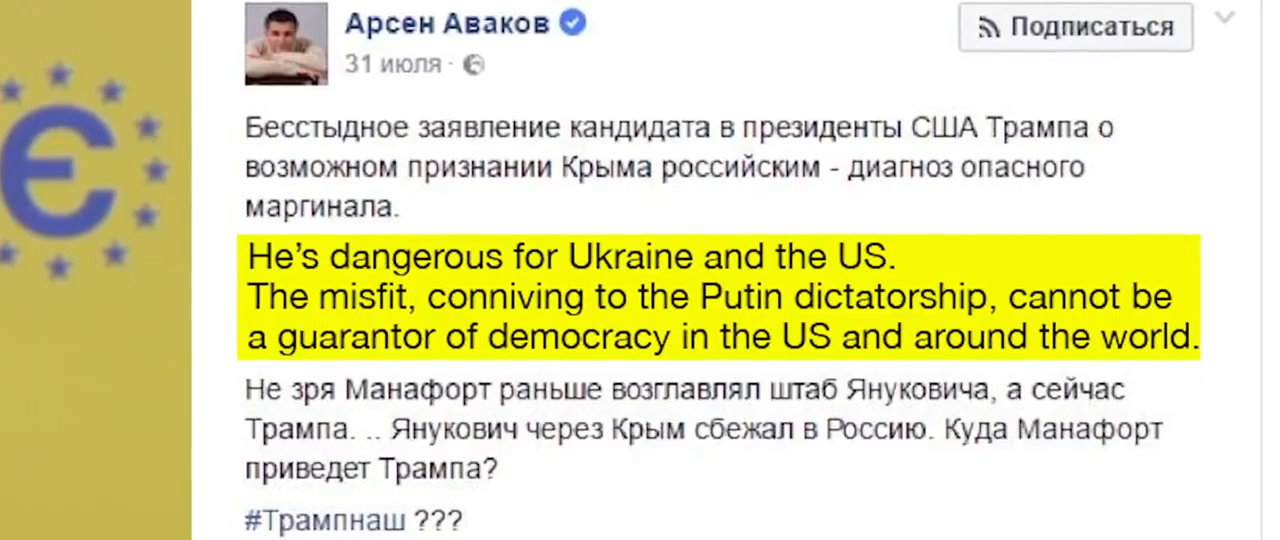 Є
Арсен Аваков
Подписаться
31 июля ·
Бесстыдное заявление кандидата в президенты США Трампа о
возможном признании Крыма российским - диагноз опасного
маргинала.
He's dangerous for Ukraine and the US.
The misfit, conniving to the Putin dictatorship, cannot be
a guarantor of democracy in the US and around the world.
Не зря Манафорт раньше возглавлял штаб Януковича, а сейчас
Трампа. .. Янукович через Крым сбежал в Россию. Куда Манафорт
приведет Трампа?
#Трампнаш ???